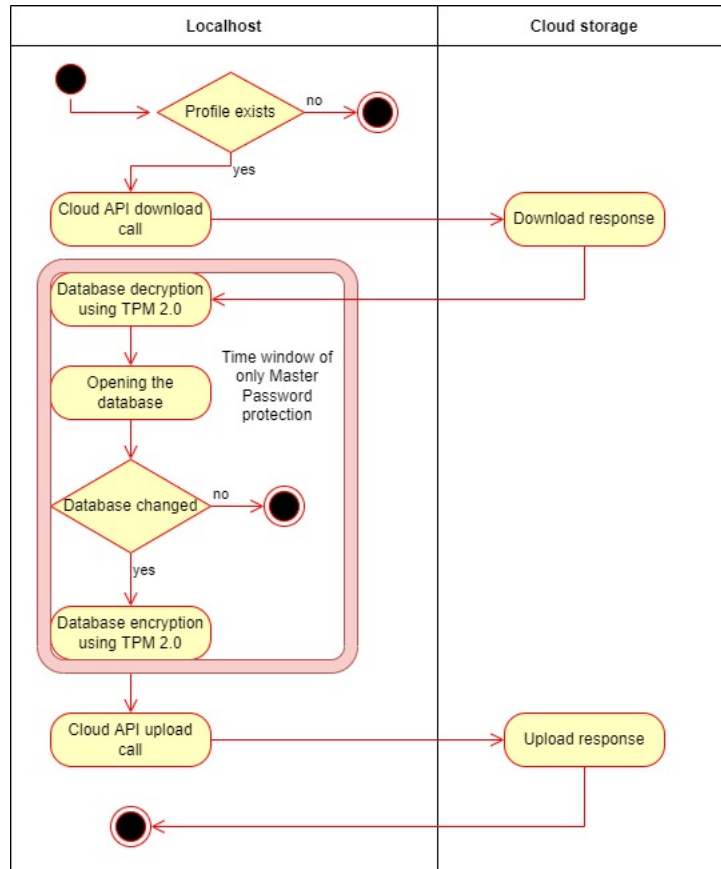 Localhost
Cloud storage
Profile exists
no
yes
Cloud API download
call
Download response
Database decryption
using TPM 2.0
Time window of
only Master
Password
protection
Opening the
database
Database changed
no
yes
Database encryption
using TPM 2.0
Cloud API upload
call
Upload response